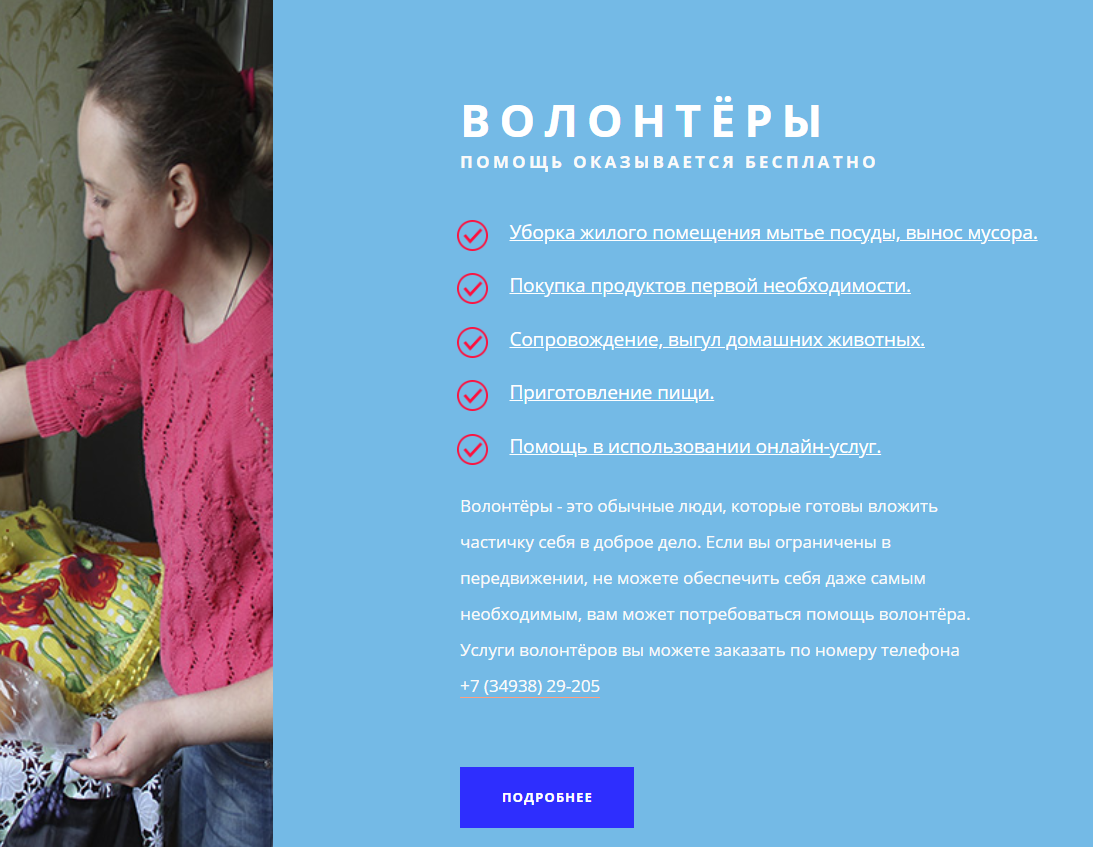 ВОЛОНТЁРЫ
ПОМОЩЬ ОКАЗЫВАЕТСЯ БЕСПЛАТНО
Уборка жилого помещения мытье посуды, вынос мусора.
Покупка продуктов первой необходимости.
Сопровождение, выгул домашних животных.
Приготовление пищи.
Помощь в использовании онлайн-услуг.
Волонтёры - это обычные люди, которые готовы вложить
частичку себя в доброе дело. Если вы ограничены в
передвижении, не можете обеспечить себя даже самым
необходимым, вам может потребоваться помощь волонтёра.
Услуги волонтёров вы можете заказать по номеру телефона
+7 (34938) 29-205
ПОДРОБНЕЕ